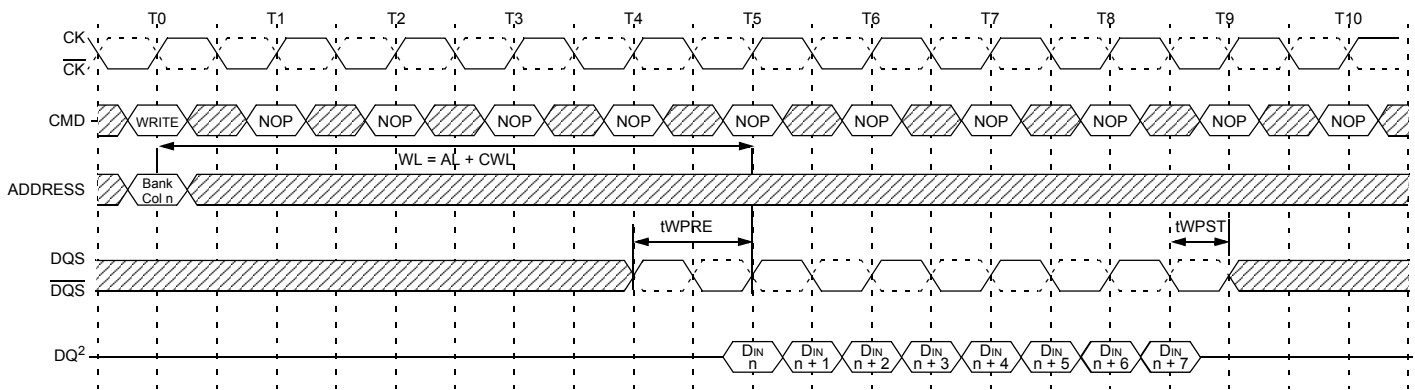 T0 T1 T2 T3 T4 T5 T6 T7 T8 T9 T10
CK
CK
CMD WRITE NOP NOP NOP NOP NOP NOP NOP NOP NOP NOP
WL = AL + CWL
ADDRESS Bank
Col n
tWPRE tWPST
DQS
DQS
DQ² DIN DIN DIN DIN DIN DIN DIN DIN
n n + 1 n + 2 n + 3 n + 4 n + 5 n + 6 n + 7